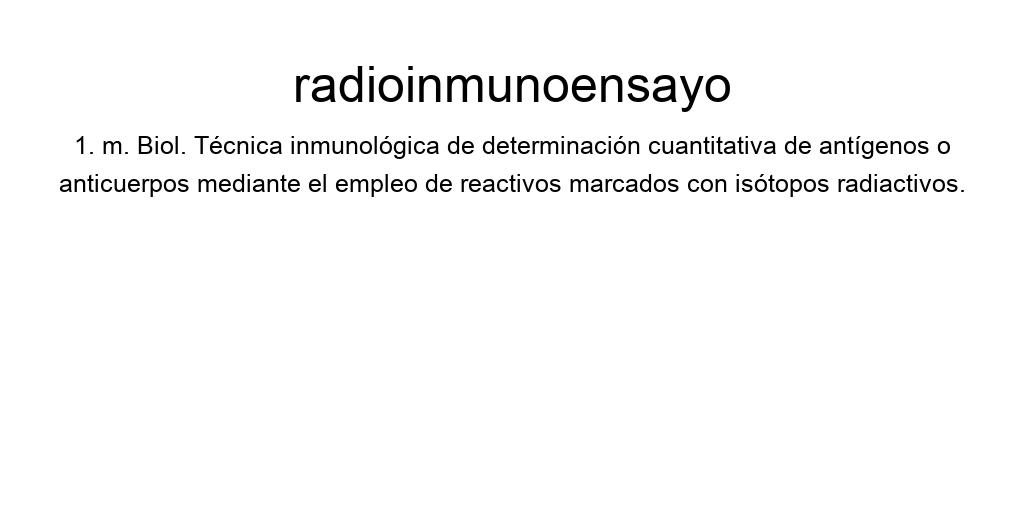 radioinmunoensayo
1. m. Biol. Técnica inmunológica de determinación cuantitativa de antígenos o
anticuerpos mediante el empleo de reactivos marcados con isótopos radiactivos.